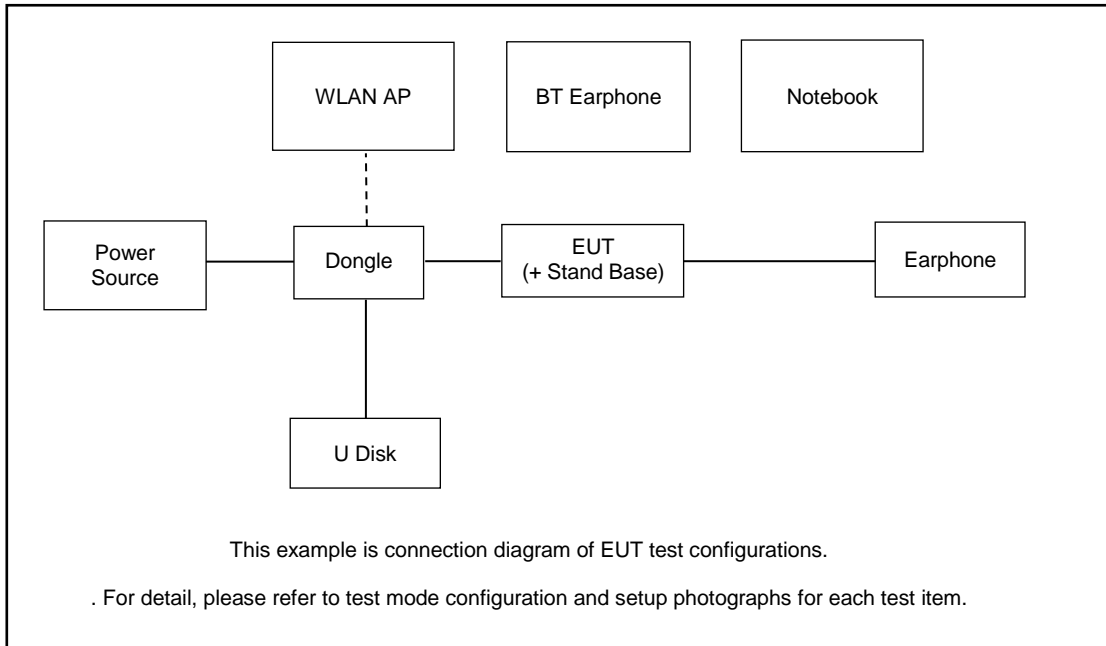 WLAN AP
BT Earphone
Notebook
Power
Source
Dongle
EUT
(+ Stand Base)
Earphone
U Disk
This example is connection diagram of EUT test configurations.
. For detail, please refer to test mode configuration and setup photographs for each test item.